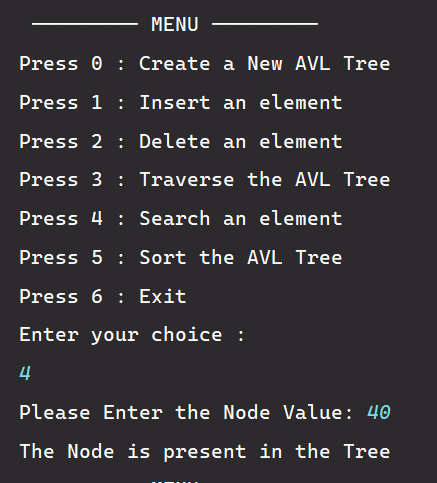 ───────── MENU ─────────
Press 0 : Create a New AVL Tree
Press 1 : Insert an element
Press 2 : Delete an element
Press 3 : Traverse the AVL Tree
Press 4 : Search an element
Press 5 : Sort the AVL Tree
Press 6 : Exit
Enter your choice :
4
Please Enter the Node Value: 40
The Node is present in the Tree